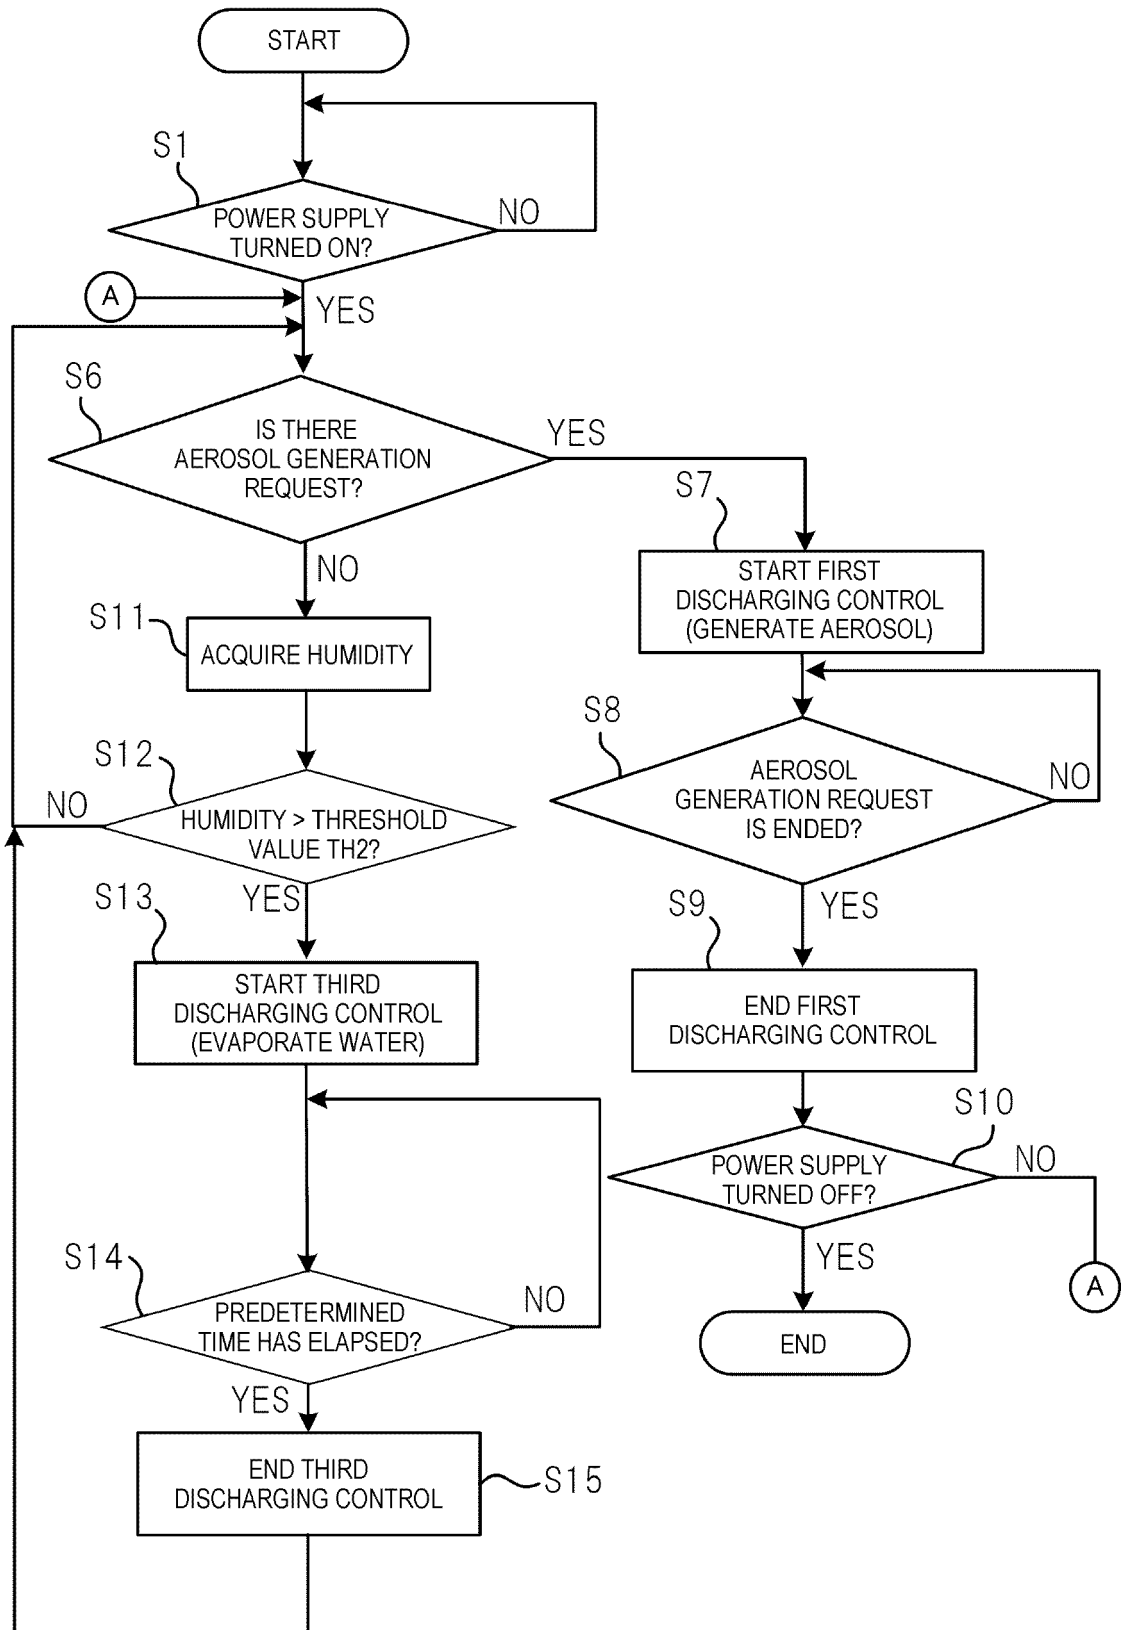 START
S1
POWER SUPPLY
TURNED ON?
NO
A
YES
S6
IS THERE
AEROSOL GENERATION
REQUEST?
YES
NO
S7
START FIRST
DISCHARGING CONTROL
(GENERATE AEROSOL)
S11
ACQUIRE HUMIDITY
S8
AEROSOL
GENERATION REQUEST
IS ENDED?
NO
YES
S12
NO
HUMIDITY > THRESHOLD
VALUE TH2?
YES
S13
START THIRD
DISCHARGING CONTROL
(EVAPORATE WATER)
S9
END FIRST
DISCHARGING CONTROL
S10
POWER SUPPLY
TURNED OFF?
NO
YES
A
END
S14
PREDETERMINED
TIME HAS ELAPSED?
NO
YES
END THIRD
DISCHARGING CONTROL
S15